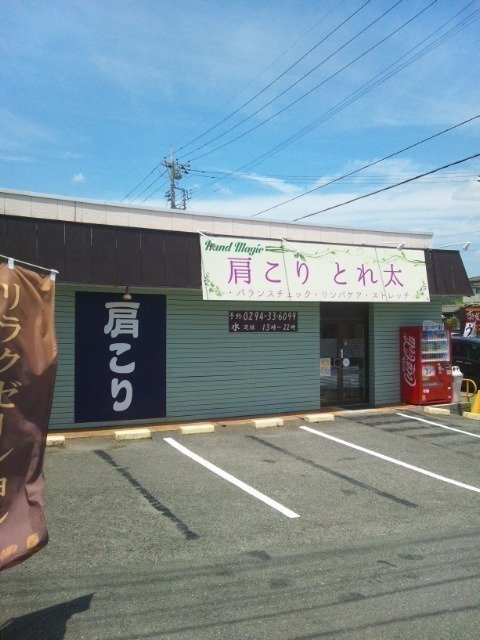 Hand Magic
肩こり とれ太
・バランスチェック・リンパケア・ストレッチ
予約 0294-33-6099
水 定休 13時~22時
肩こり
リラクゼーション
Coca-Cola